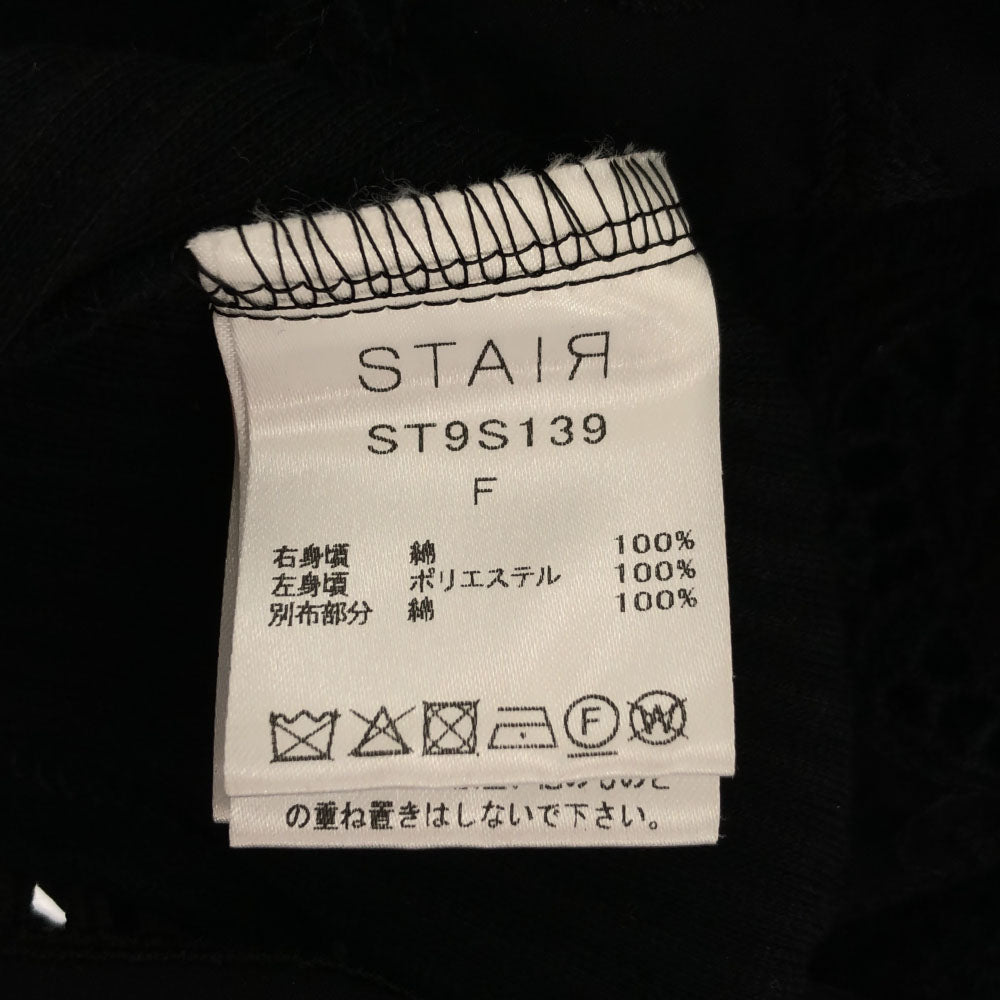 STAIR
ST9S139
F
右身頃 綿 100%
左身頃 ポリエステル 100%
別布部分 綿 100%
F W
の重ね置きはしないで下さい。